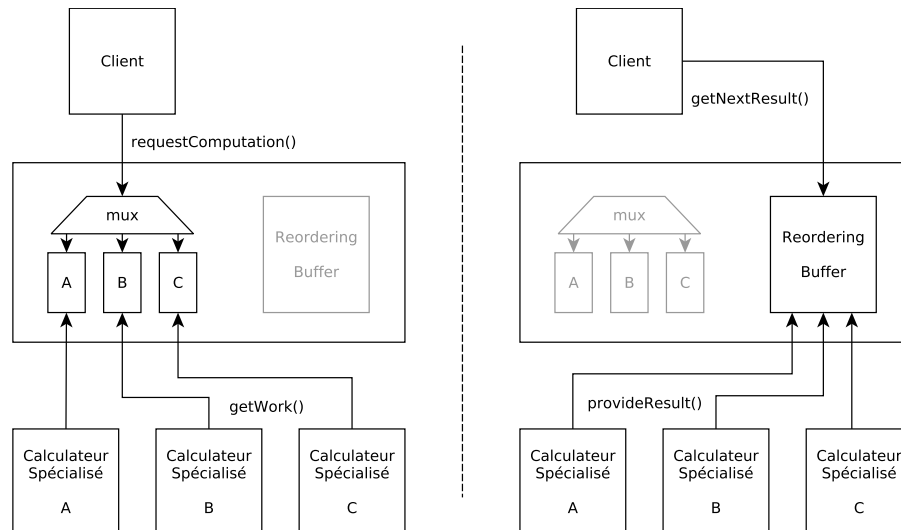 Client
requestComputation()
mux
A
B
C
Reordering
Buffer
getWork()
Calculateur
Spécialisé
A
Calculateur
Spécialisé
B
Calculateur
Spécialisé
C
Client
getNextResult()
mux
A
B
C
Reordering
Buffer
provideResult()
Calculateur
Spécialisé
A
Calculateur
Spécialisé
B
Calculateur
Spécialisé
C